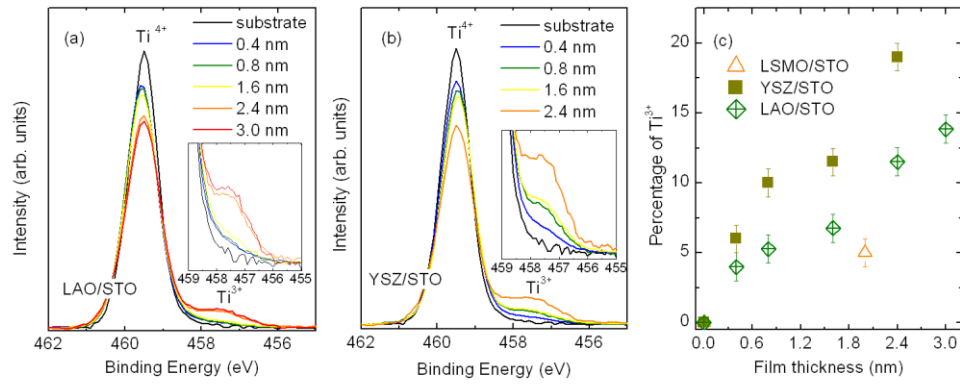 (a)
Ti4+
substrate
0.4 nm
0.8 nm
1.6 nm
2.4 nm
3.0 nm
459 458 457 456 455
LAO/STO
Ti3+
Intensity (arb. units)
462 460 458 456
Binding Energy (eV)
(b)
Ti4+
substrate
0.4 nm
0.8 nm
1.6 nm
2.4 nm
459 458 457 456 455
YSZ/STO
Ti3+
Intensity (arb. units)
462 460 458 456
Binding Energy (eV)
(c)
LSMO/STO
YSZ/STO
LAO/STO
Percentage of Ti3+
20
15
10
5
0
0.0 0.6 1.2 1.8 2.4 3.0
Film thickness (nm)